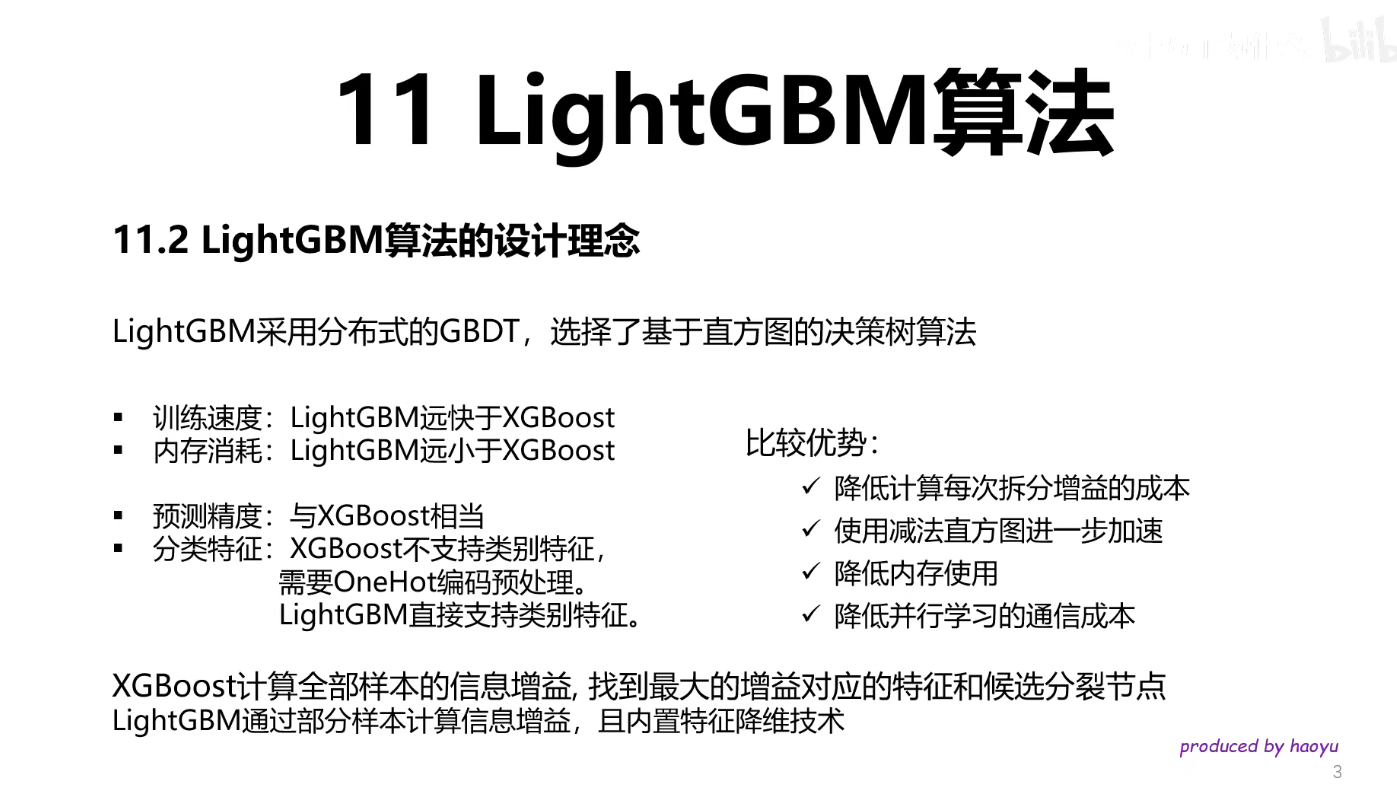 11 LightGBM算法
11.2 LightGBM算法的设计理念
LightGBM采用分布式的GBDT，选择了基于直方图的决策树算法
▪ 训练速度：LightGBM远快于XGBoost
▪ 内存消耗：LightGBM远小于XGBoost
▪ 预测精度：与XGBoost相当
▪ 分类特征：XGBoost不支持类别特征，
需要OneHot编码预处理。
LightGBM直接支持类别特征。
比较优势：
✓ 降低计算每次拆分增益的成本
✓ 使用减法直方图进一步加速
✓ 降低内存使用
✓ 降低并行学习的通信成本
XGBoost计算全部样本的信息增益, 找到最大的增益对应的特征和候选分裂节点
LightGBM通过部分样本计算信息增益，且内置特征降维技术
produced by haoyu
3